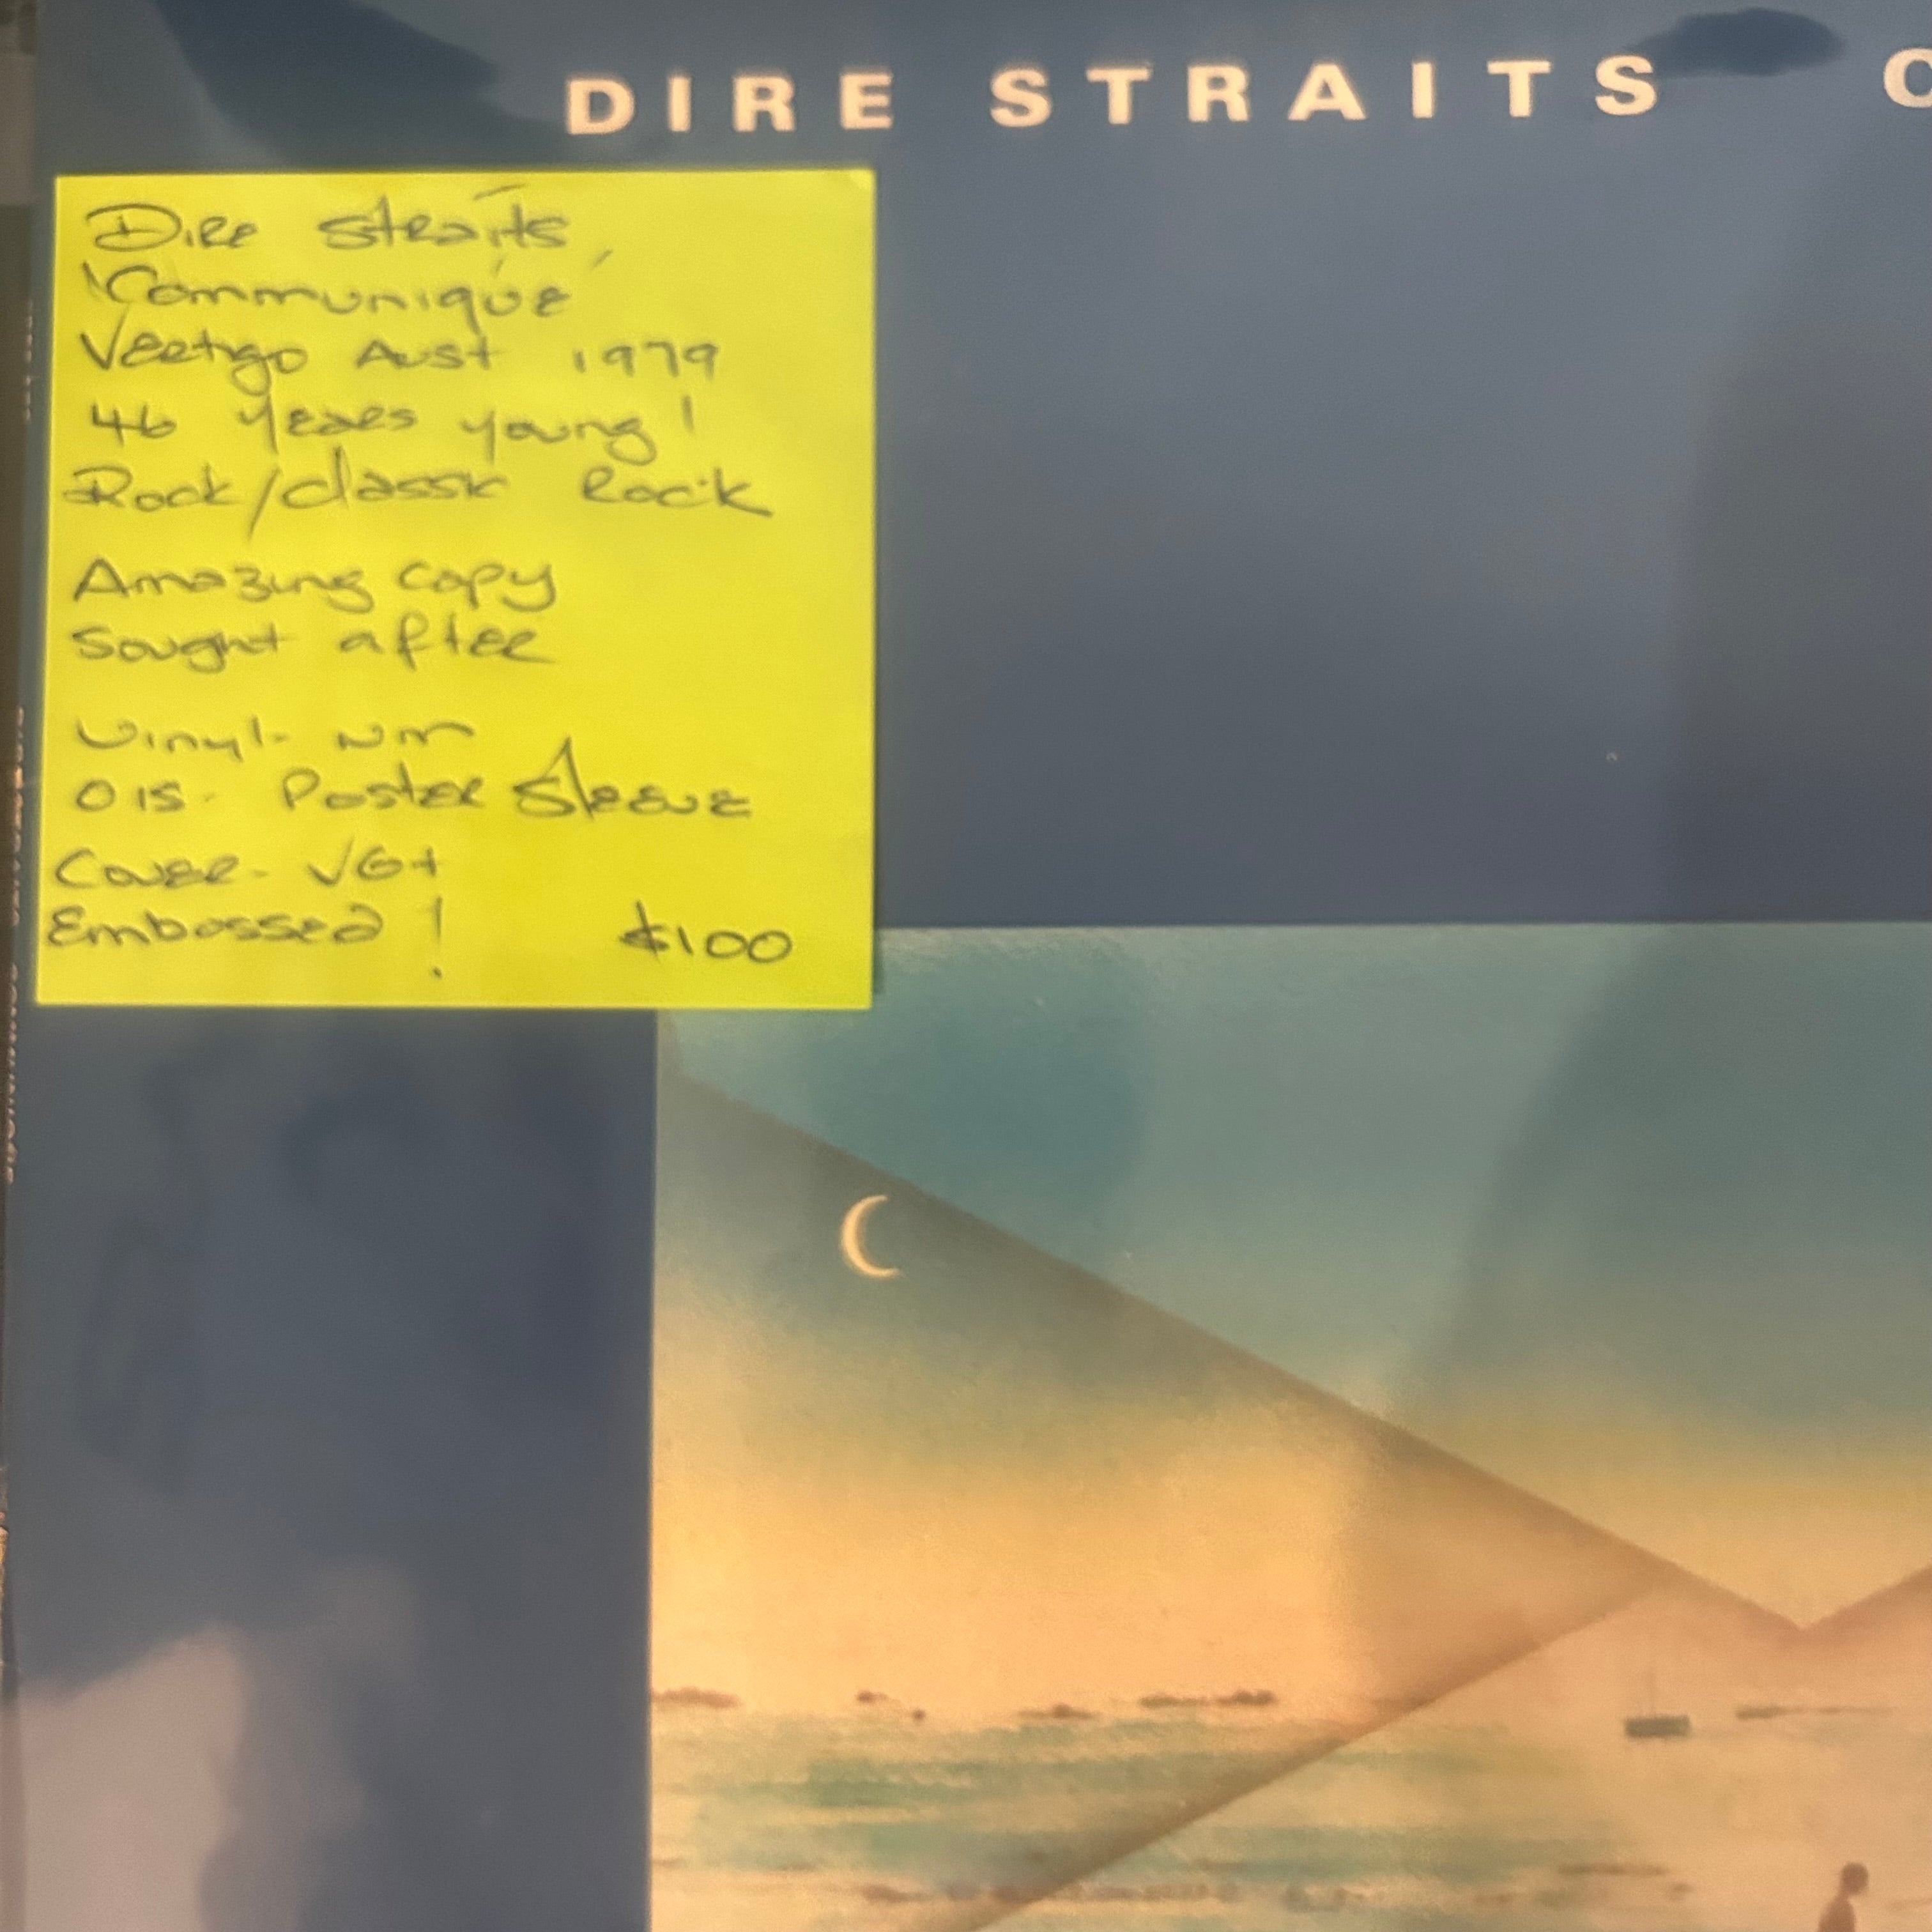 DIRE STRAITS C
Dire Straits
'Communiqué'
Vertigo Aust 1979
46 years young!
Rock/classic Rock
Amazing copy
Sought after
Vinyl- NM
OIS- Poster Sleeve
Cover- VG+
Embossed! $100